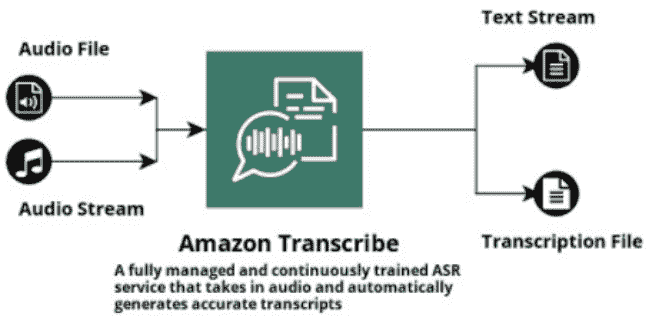 Audio File
Audio Stream
Amazon Transcribe
A fully managed and continuously trained ASR
service that takes in audio and automatically
generates accurate transcripts
Text Stream
Transcription File